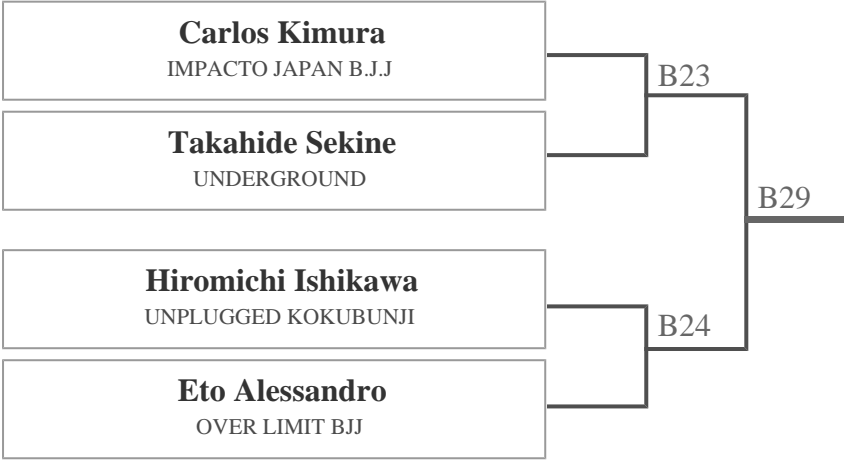 Carlos Kimura
IMPACTO JAPAN B.J.J
B23
Takahide Sekine
UNDERGROUND
B29
Hiromichi Ishikawa
UNPLUGGED KOKUBUNJI
B24
Eto Alessandro
OVER LIMIT BJJ